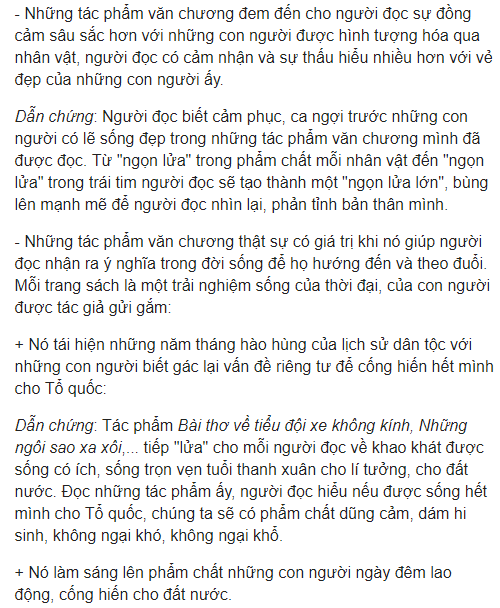 - Những tác phẩm văn chương đem đến cho người đọc sự đồng
cảm sâu sắc hơn với những con người được hình tượng hóa qua
nhân vật, người đọc có cảm nhận và sự thấu hiểu nhiều hơn với vẻ
đẹp của những con người ấy.
Dẫn chứng: Người đọc biết cảm phục, ca ngợi trước những con
người có lẽ sống đẹp trong những tác phẩm văn chương mình đã
được đọc. Từ "ngọn lửa" trong phẩm chất mỗi nhân vật đến "ngọn
lửa" trong trái tim người đọc sẽ tạo thành một "ngọn lửa lớn", bùng
lên mạnh mẽ để người đọc nhìn lại, phản tỉnh bản thân mình.
- Những tác phẩm văn chương thật sự có giá trị khi nó giúp người
đọc nhận ra ý nghĩa trong đời sống để họ hướng đến và theo đuổi.
Mỗi trang sách là một trải nghiệm sống của thời đại, của con người
được tác giả gửi gắm:
+ Nó tái hiện những năm tháng hào hùng của lịch sử dân tộc với
những con người biết gác lại vấn đề riêng tư để cống hiến hết mình
cho Tổ quốc:
Dẫn chứng: Tác phẩm Bài thơ về tiểu đội xe không kính, Những
ngôi sao xa xôi,... tiếp "lửa" cho mỗi người đọc về khao khát được
sống có ích, sống trọn vẹn tuổi thanh xuân cho lí tưởng, cho đất
nước. Đọc những tác phẩm ấy, người đọc hiểu nếu được sống hết
mình cho Tổ quốc, chúng ta sẽ có phẩm chất dũng cảm, dám hi
sinh, không ngại khó, không ngại khổ.
+ Nó làm sáng lên phẩm chất những con người ngày đêm lao
động, cống hiến cho đất nước.